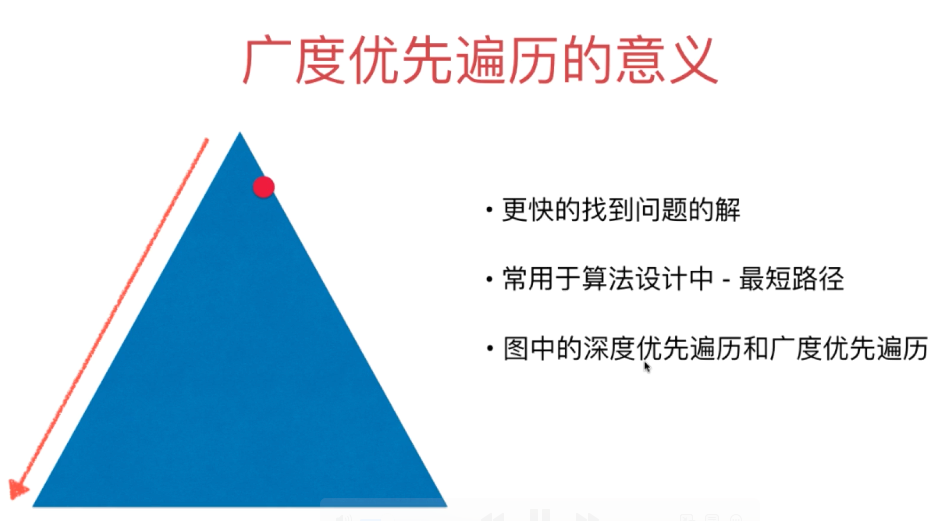 广度优先遍历的意义
• 更快的找到问题的解
• 常用于算法设计中 - 最短路径
• 图中的深度优先遍历和广度优先遍历